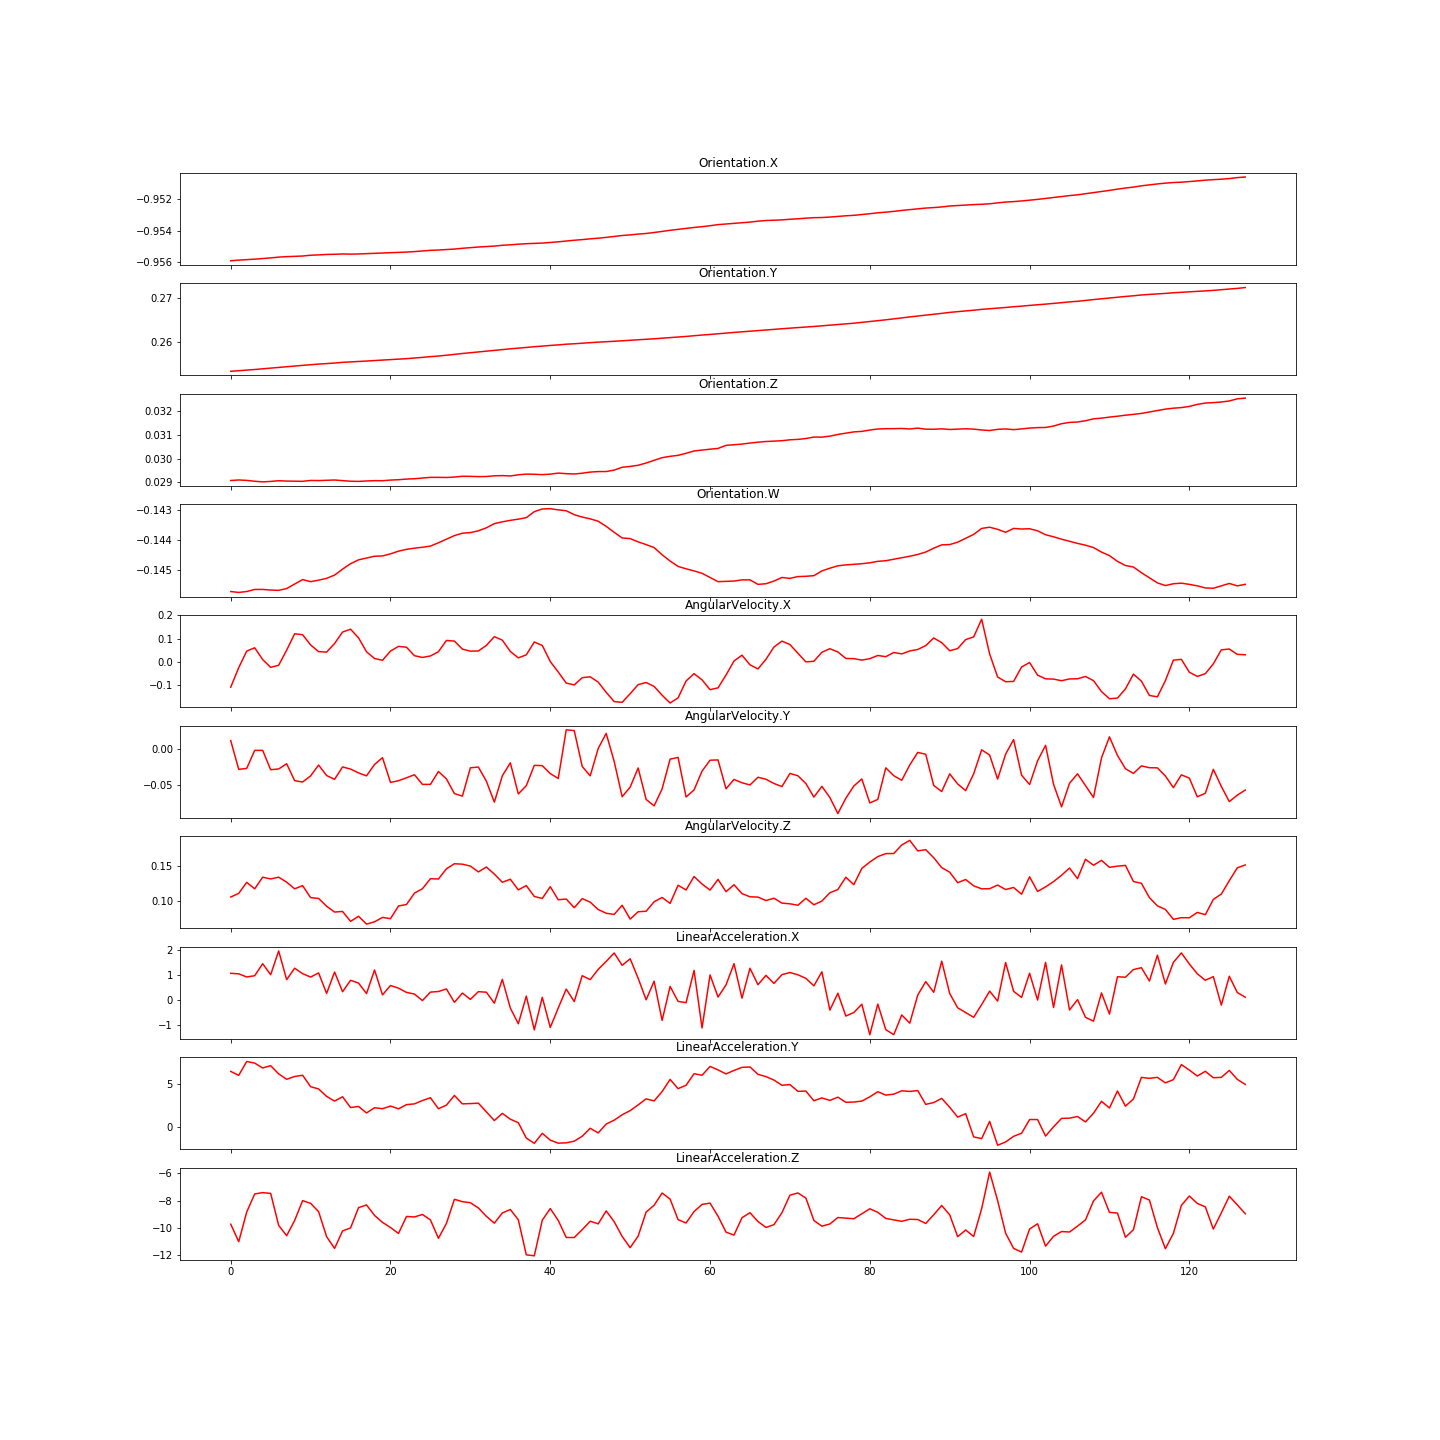 Orientation.X
−0.952
−0.954
−0.956
Orientation.Y
0.27
0.26
Orientation.Z
0.032
0.031
0.030
0.029
Orientation.W
−0.143
−0.144
−0.145
AngularVelocity.X
0.2
0.1
0.0
−0.1
AngularVelocity.Y
0.00
−0.05
AngularVelocity.Z
0.15
0.10
LinearAcceleration.X
2
1
0
−1
LinearAcceleration.Y
5
0
LinearAcceleration.Z
−6
−8
−10
−12
0 20 40 60 80 100 120